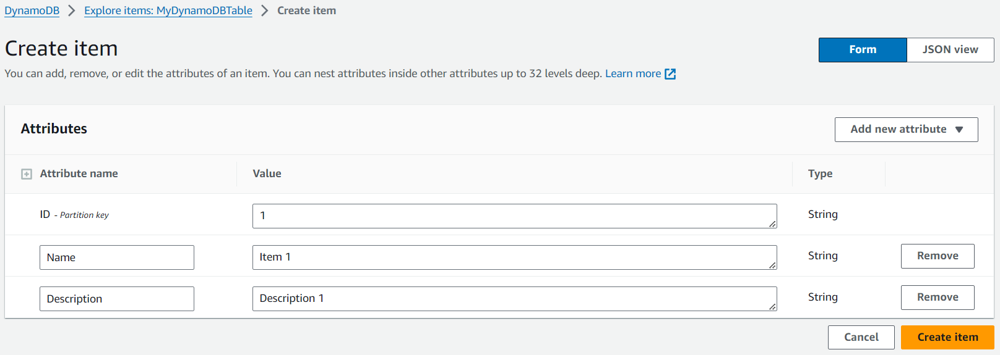 DynamoDB > Explore items: MyDynamoDBTable > Create item
Create item
Form JSON view
You can add, remove, or edit the attributes of an item. You can nest attributes inside other attributes up to 32 levels deep. Learn more
Attributes
Add new attribute
Attribute name Value Type
ID - Partition key 1 String
Name Item 1 String Remove
Description Description 1 String Remove
Cancel Create item